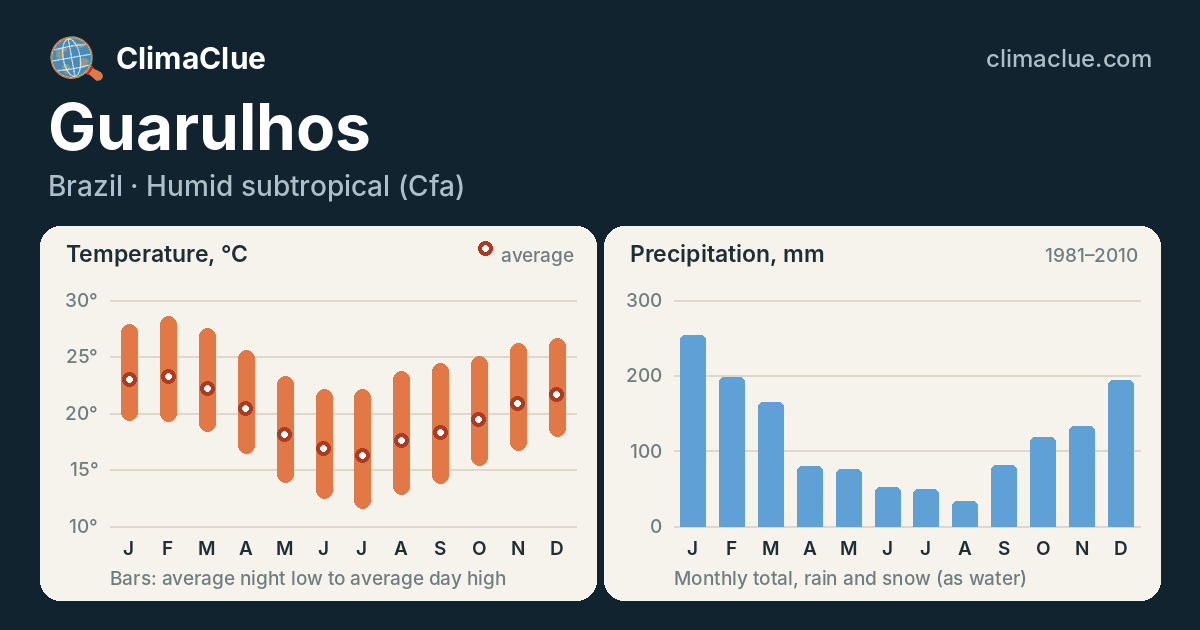 ClimaClue
climaclue.com
Guarulhos
Brazil · Humid subtropical (Cfa)
Temperature, °C
average
30°
25°
20°
15°
10°
J F M A M J J A S O N D
Bars: average night low to average day high
Precipitation, mm
1981–2010
300
200
100
0
J F M A M J J A S O N D
Monthly total, rain and snow (as water)